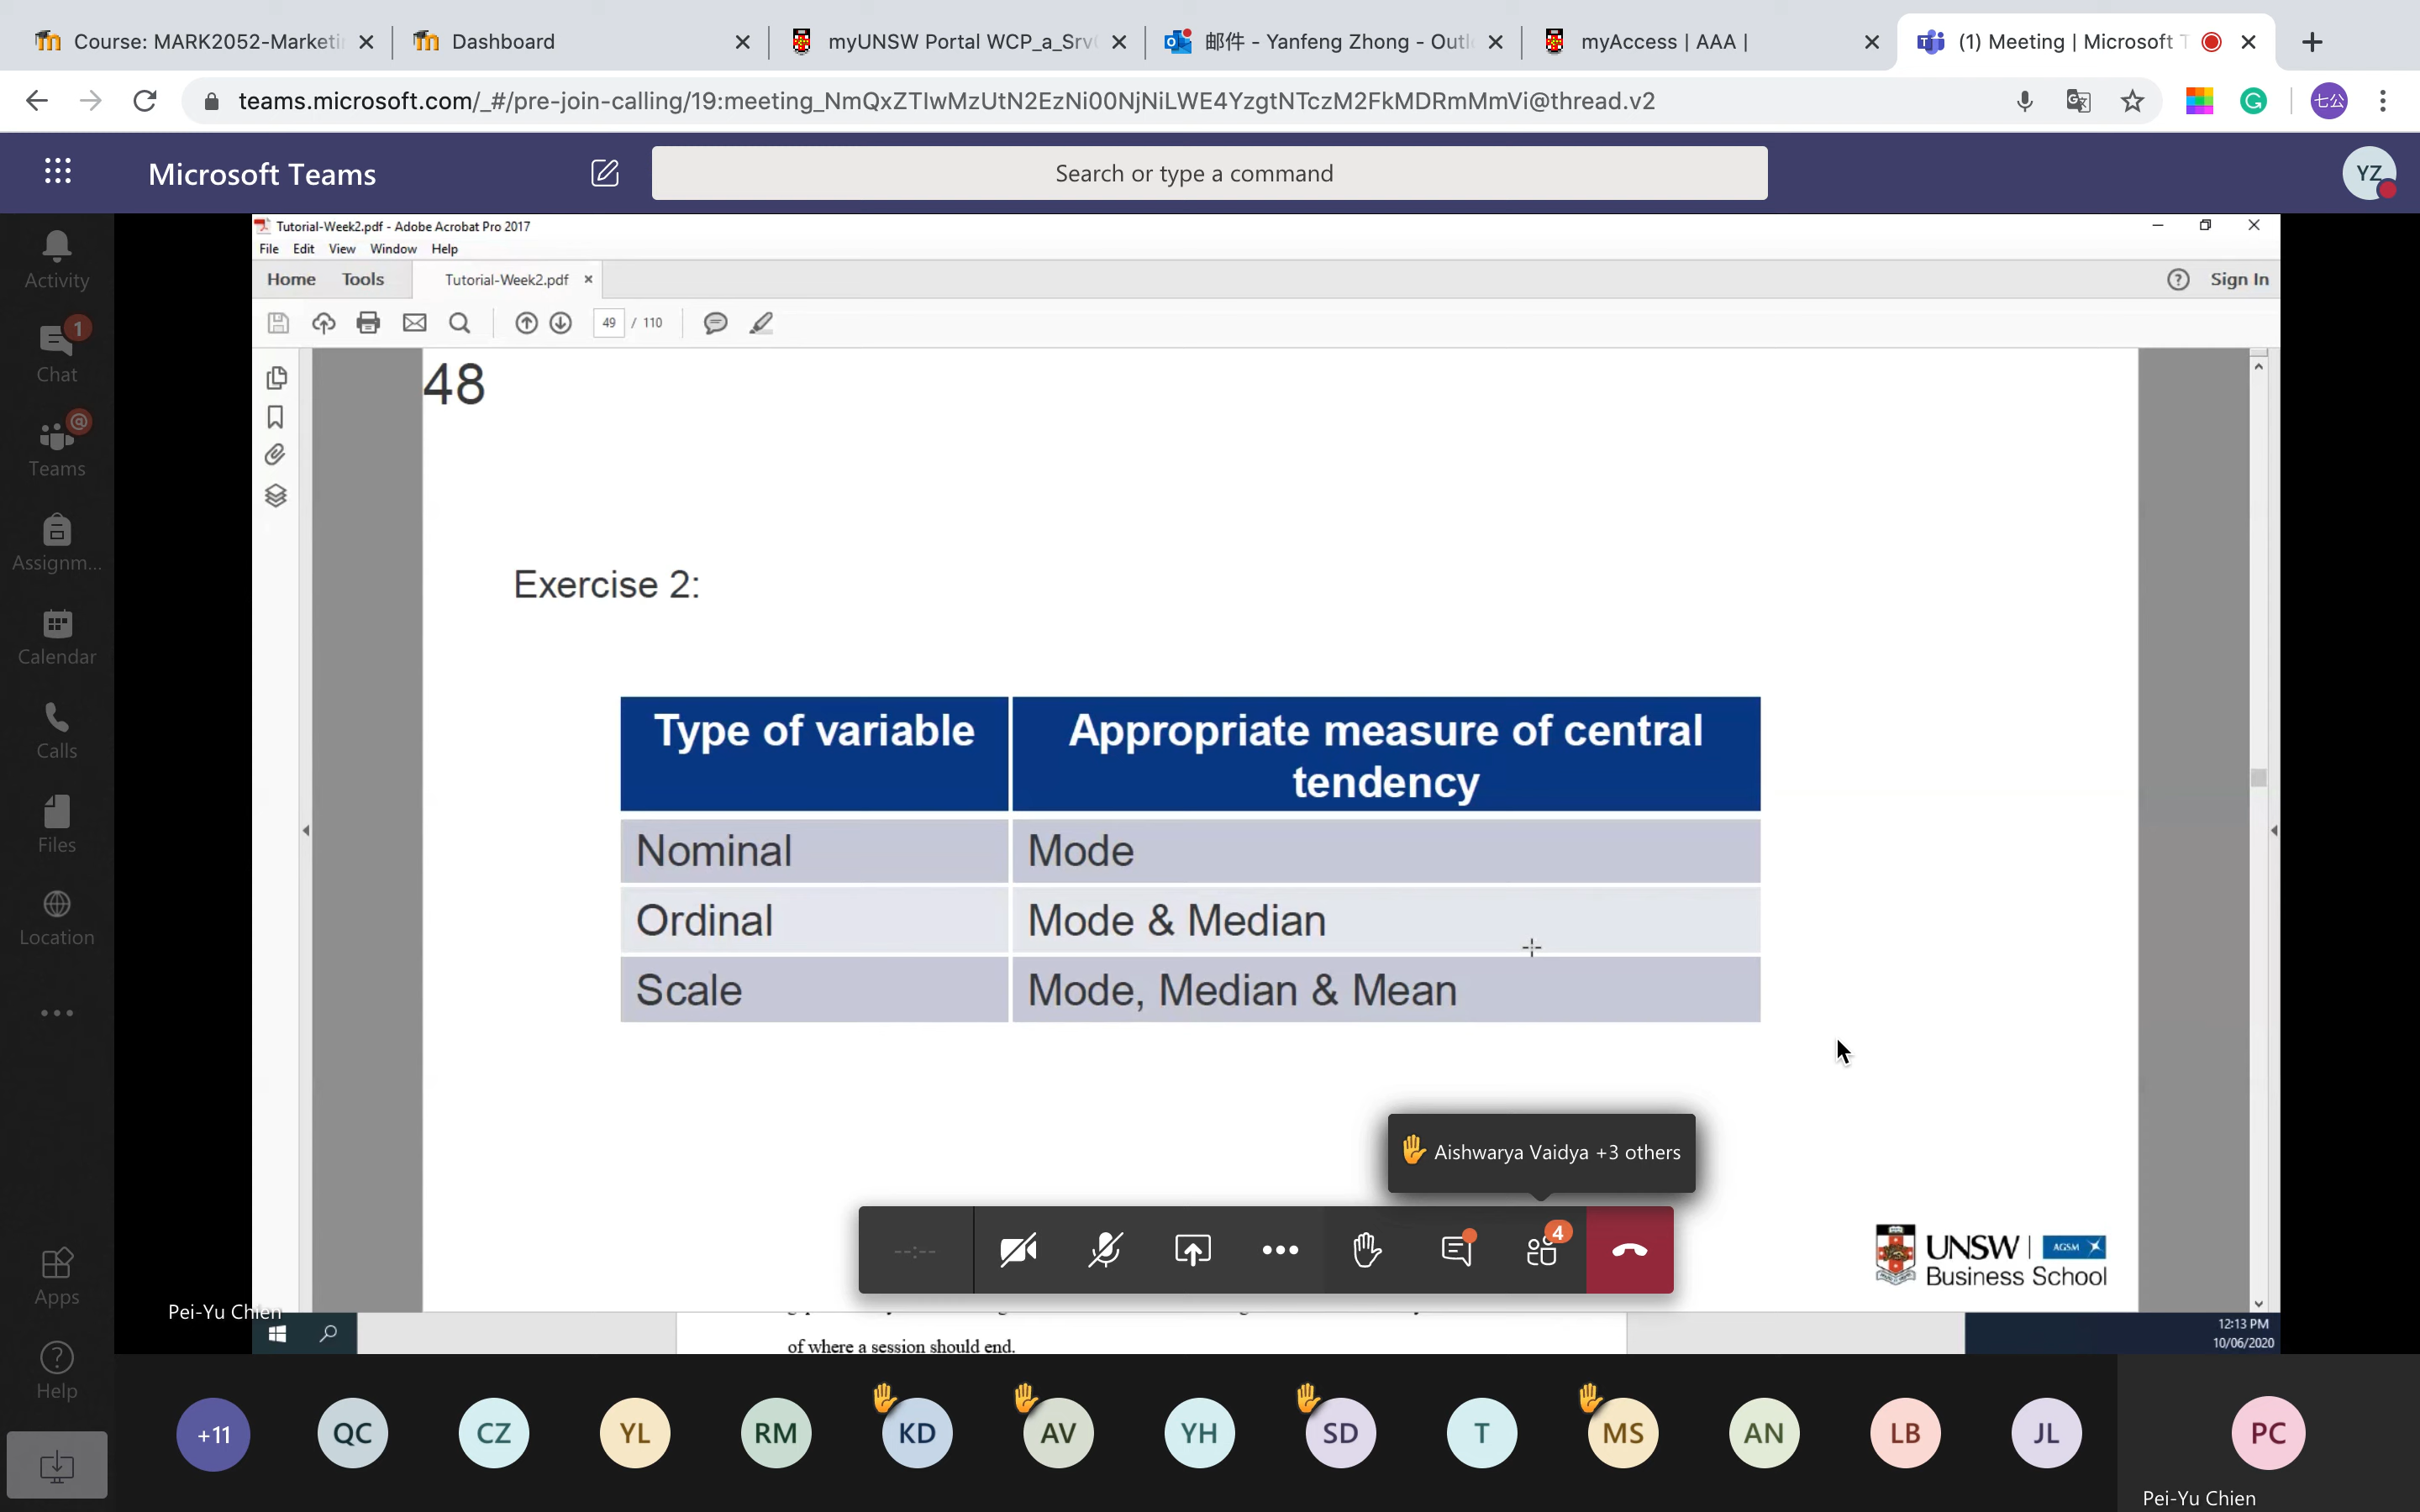 Course: MARK2052-Marketi
Dashboard
myUNSW Portal WCP_a_Srv
邮件 - Yanfeng Zhong - Outl
myAccess | AAA |
(1) Meeting | Microsoft T
teams.microsoft.com/_#/pre-join-calling/19:meeting_NmQxZTIwMzUtN2EzNi00NjNiLWE4YzgtNTczM2FkMDRmMmVi@thread.v2
七公
Microsoft Teams
Search or type a command
YZ
Tutorial-Week2.pdf - Adobe Acrobat Pro 2017
File Edit View Window Help
Home Tools Tutorial-Week2.pdf
Sign In
49 / 110
Activity
Chat
1
Teams
@
Assignm...
Calendar
Calls
Files
Location
Apps
Help
48
Exercise 2:
Type of variable
Appropriate measure of central
tendency
Nominal Mode
Ordinal Mode & Median
Scale Mode, Median & Mean
Aishwarya Vaidya +3 others
--:--
4
UNSW AGSM
Business School
Pei-Yu Chien
of where a session should end.
12:13 PM
10/06/2020
+11 QC CZ YL RM KD AV YH SD T MS AN LB JL PC
Pei-Yu Chien